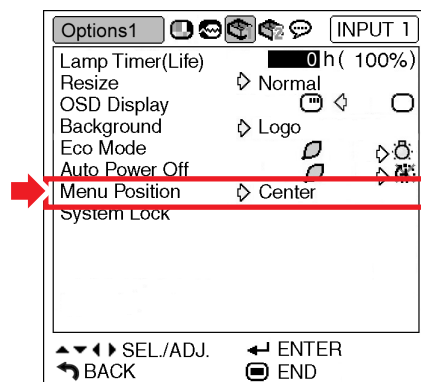 Options1 INPUT 1
Lamp Timer(Life) 0 h ( 100%)
Resize Normal
OSD Display
Background Logo
Eco Mode
Auto Power Off
Menu Position Center
System Lock
SEL./ADJ. ENTER
BACK END